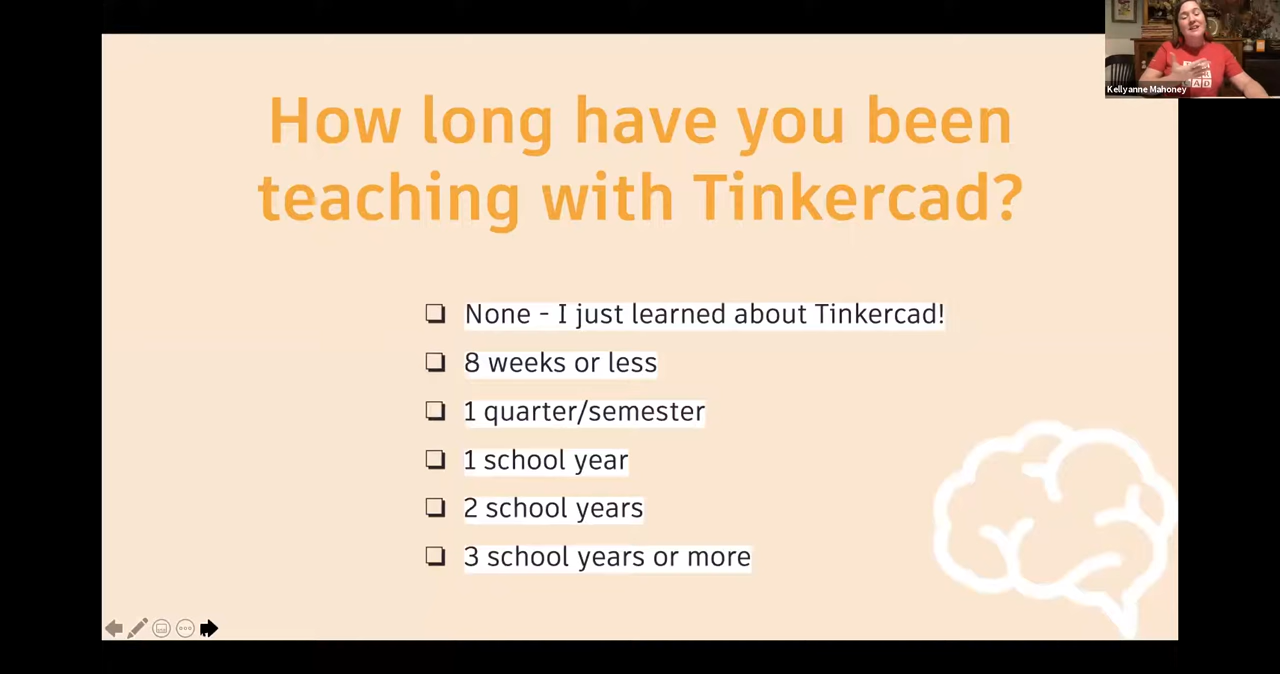 Kellyanne Mahoney
How long have you been
teaching with Tinkercad?
None - I just learned about Tinkercad!
8 weeks or less
1 quarter/semester
1 school year
2 school years
3 school years or more